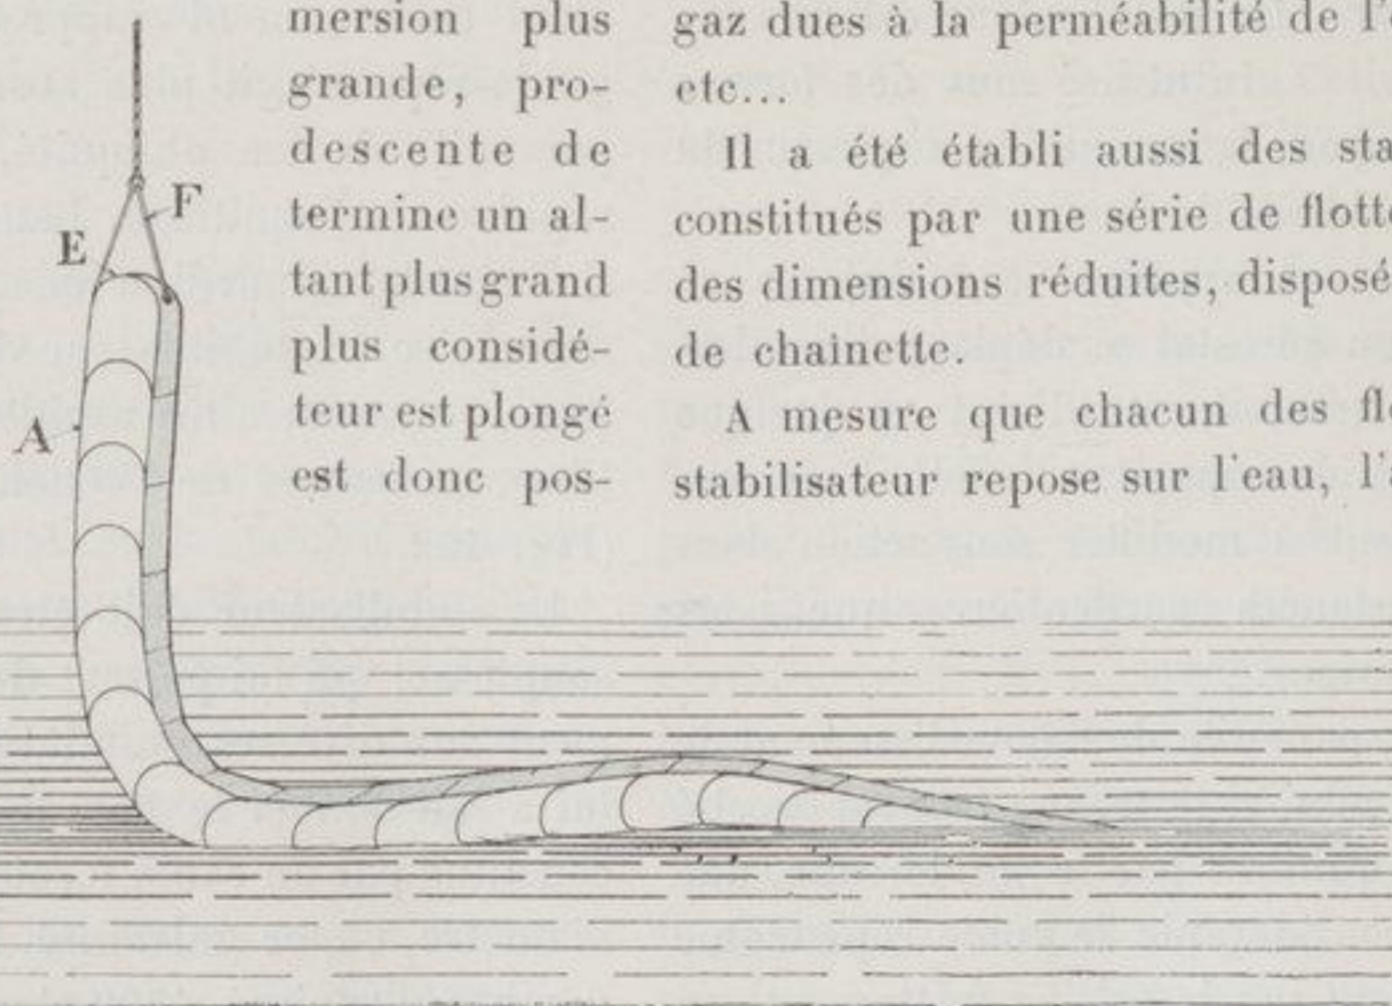 mersion plus
grande, pro-
descente de
termine un al-
tant plus grand
plus considé-
teur est plongé
est donc pos-
gaz dues à la perméabilité de
etc...
Il a été établi aussi des
constitués par une série de
des dimensions réduites,
de chaînette.
A mesure que chacun des
stabilisateur repose sur l'eau,
F
E
A